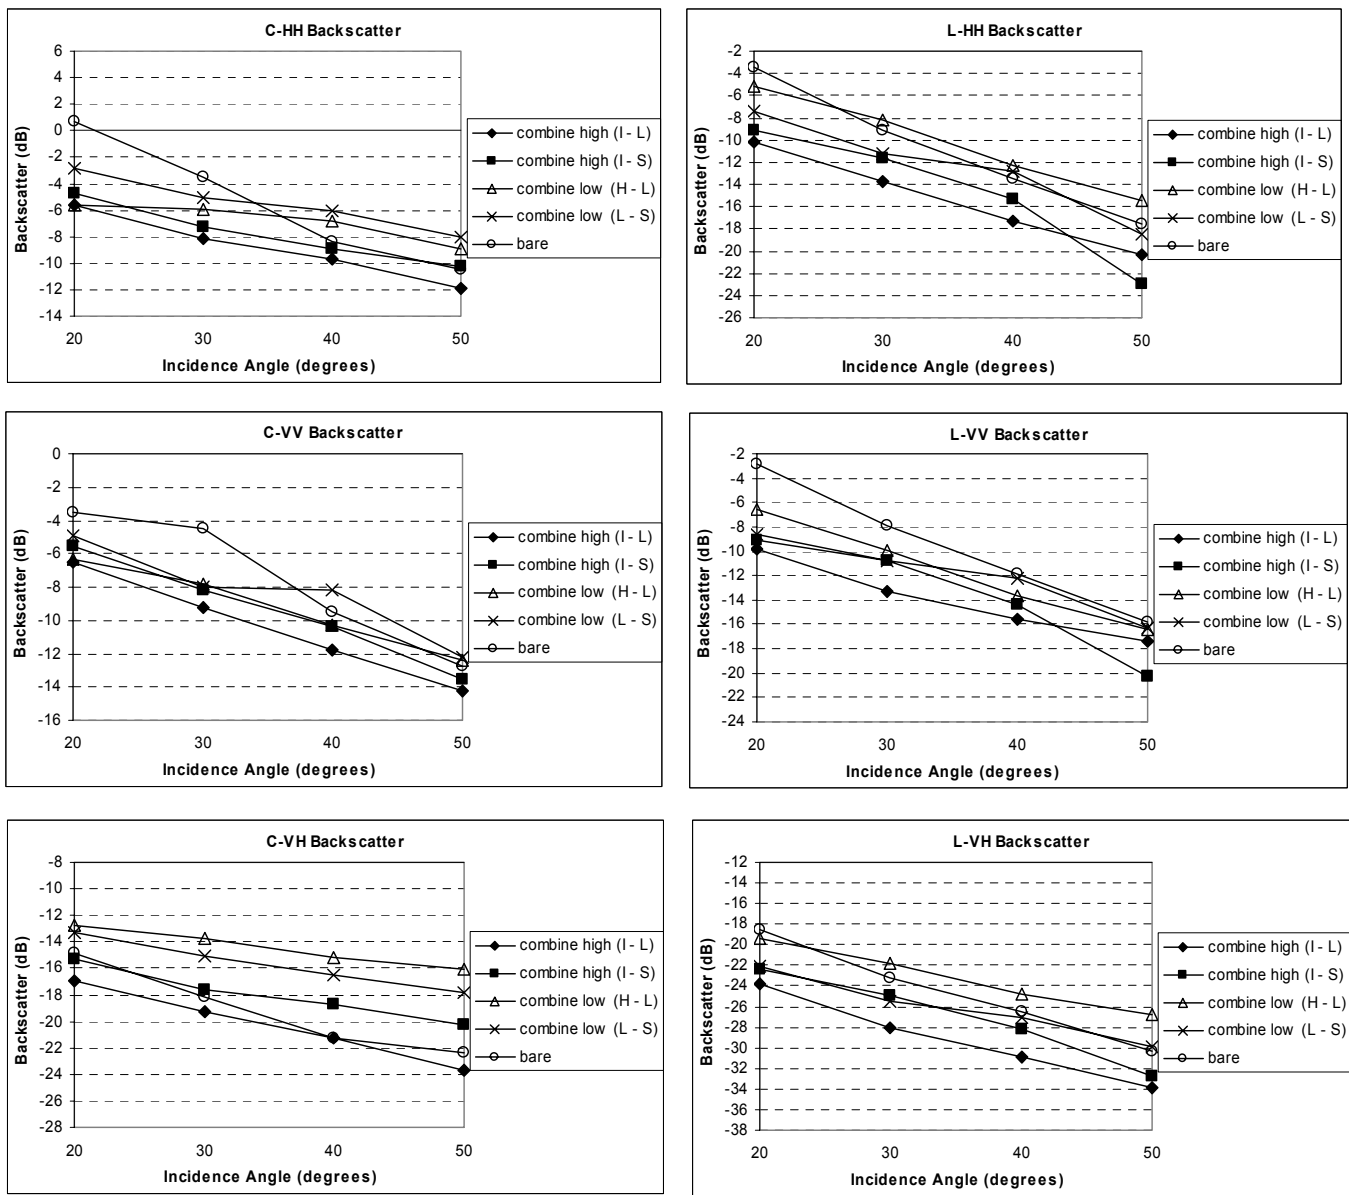 C-HH Backscatter
6
4
2
0
-2
-4
-6
-8
-10
-12
-14
20 30 40 50
Incidence Angle (degrees)
Backscatter (dB)
combine high (I - L)
combine high (I - S)
combine low (H - L)
combine low (L - S)
bare
L-HH Backscatter
-2
-4
-6
-8
-10
-12
-14
-16
-18
-20
-22
-24
-26
20 30 40 50
Incidence Angle (degrees)
Backscatter (dB)
combine high (I - L)
combine high (I - S)
combine low (H - L)
combine low (L - S)
bare
C-VV Backscatter
0
-2
-4
-6
-8
-10
-12
-14
-16
20 30 40 50
Incidence Angle (degrees)
Backscatter (dB)
combine high (I - L)
combine high (I - S)
combine low (H - L)
combine low (L - S)
bare
L-VV Backscatter
-2
-4
-6
-8
-10
-12
-14
-16
-18
-20
-22
-24
20 30 40 50
Incidence Angle (degrees)
Backscatter (dB)
combine high (I - L)
combine high (I - S)
combine low (H - L)
combine low (L - S)
bare
C-VH Backscatter
-8
-10
-12
-14
-16
-18
-20
-22
-24
-26
-28
20 30 40 50
Incidence Angle (degrees)
Backscatter (dB)
combine high (I - L)
combine high (I - S)
combine low (H - L)
combine low (L - S)
bare
L-VH Backscatter
-12
-14
-16
-18
-20
-22
-24
-26
-28
-30
-32
-34
-36
-38
20 30 40 50
Incidence Angle (degrees)
Backscatter (dB)
combine high (I - L)
combine high (I - S)
combine low (H - L)
combine low (L - S)
bare